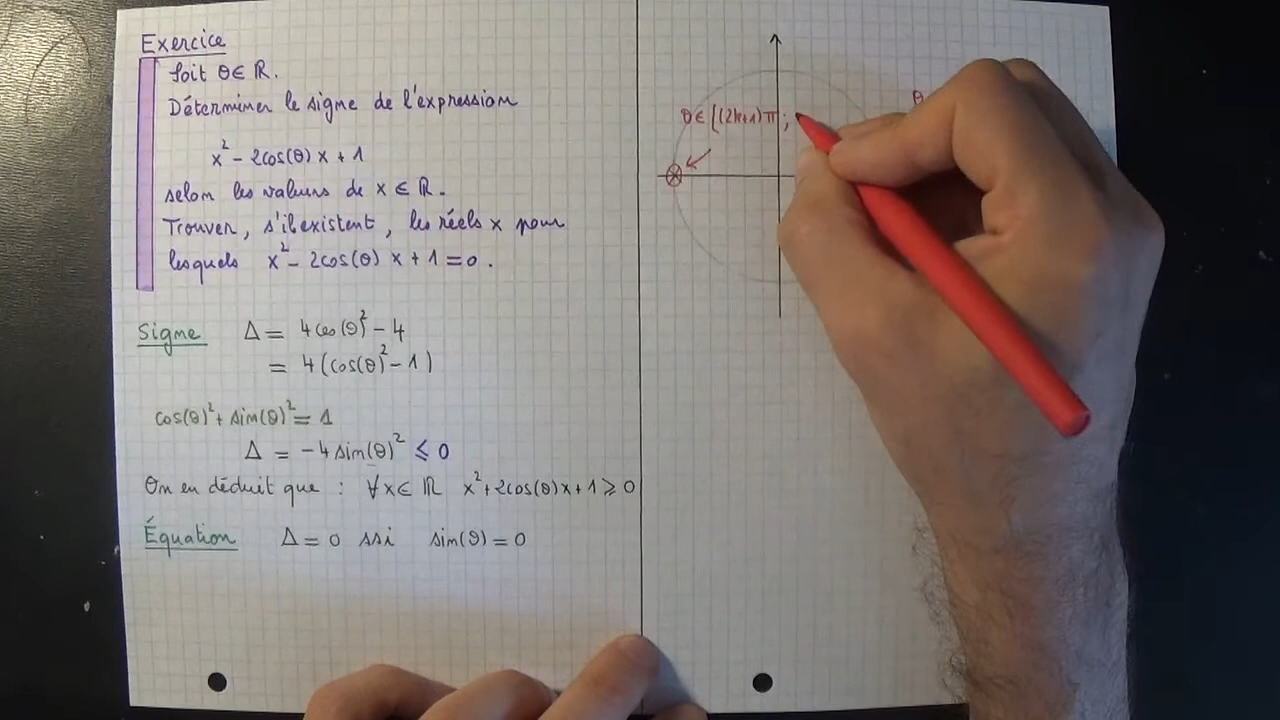 Exercice
Soit θ ∈ ℝ.
Déterminer le signe de l'expression
x² - 2cos(θ) x + 1
selon les valeurs de x ∈ ℝ.
Trouver, s'il existent, les réels x pour
lesquels x² - 2cos(θ) x + 1 = 0.
Signe Δ = 4cos(θ)² - 4
= 4(cos(θ)² - 1)
cos(θ)² + sin(θ)² = 1
Δ = -4 sin(θ)² ⩽ 0
On en déduit que : ∀x ∈ ℝ x² + 2cos(θ)x + 1 ⩾ 0
Équation Δ = 0 ssi sin(θ) = 0
θ ∈ {(2k+1)π ;
θ